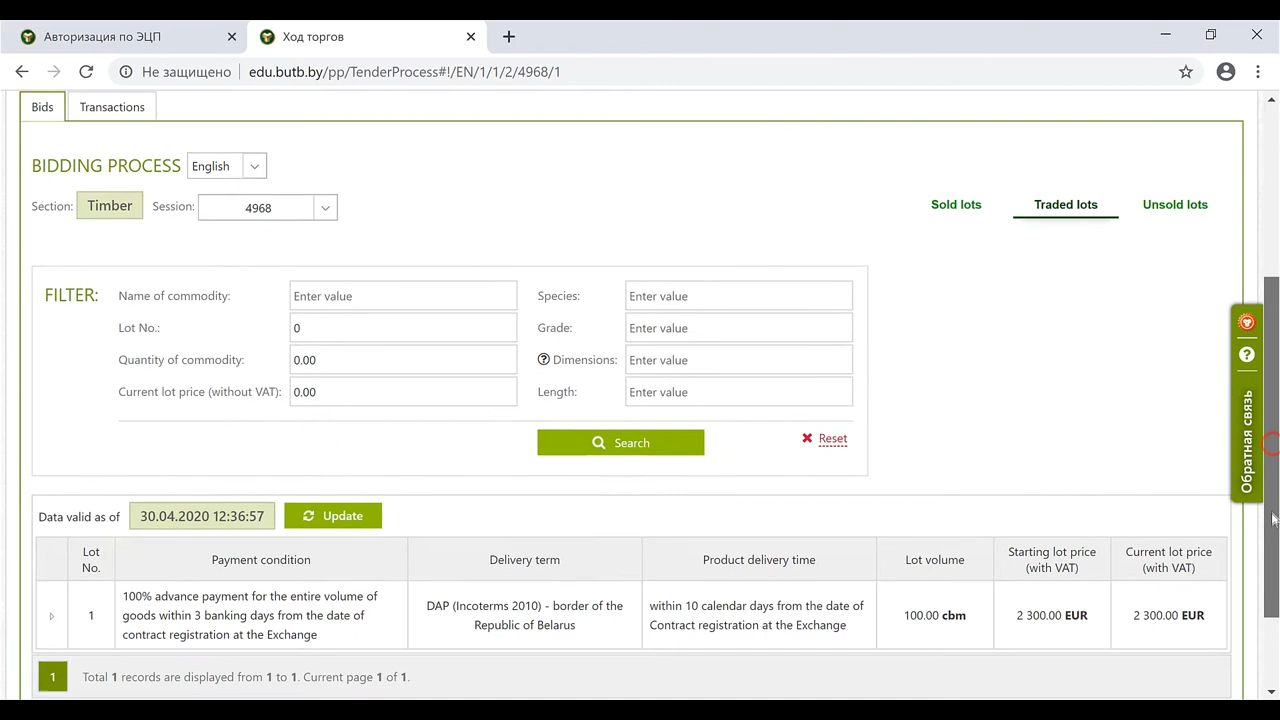 Авторизация по ЭЦП
Ход торгов
Не защищено
edu.butb.by/pp/TenderProcess#!/EN/1/1/2/4968/1
Bids
Transactions
BIDDING PROCESS
English
Section:
Timber
Session:
4968
Sold lots
Traded lots
Unsold lots
FILTER:
Name of commodity:
Enter value
Species:
Enter value
Lot No.:
0
Grade:
Enter value
Quantity of commodity:
0.00
? Dimensions:
Enter value
Current lot price (without VAT):
0.00
Length:
Enter value
Search
Reset
?
Обратная связь
Data valid as of
30.04.2020 12:36:57
Update
Lot
No.
Payment condition
Delivery term
Product delivery time
Lot volume
Starting lot price
(with VAT)
Current lot price
(with VAT)
1
100% advance payment for the entire volume of
goods within 3 banking days from the date of
contract registration at the Exchange
DAP (Incoterms 2010) - border of the
Republic of Belarus
within 10 calendar days from the date of
Contract registration at the Exchange
100.00 cbm
2 300.00 EUR
2 300.00 EUR
1
Total 1 records are displayed from 1 to 1. Current page 1 of 1.